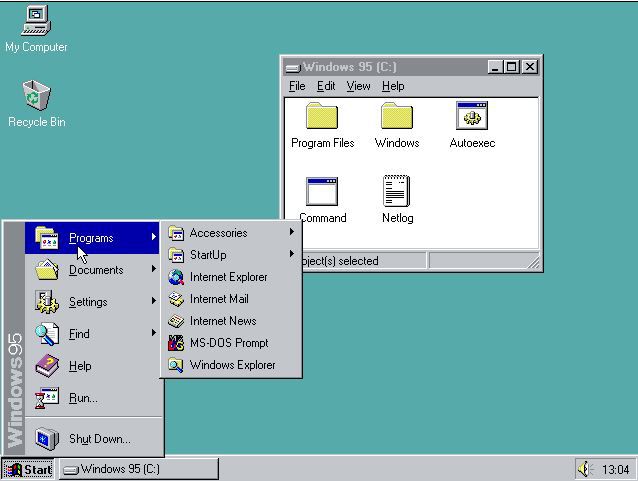 My Computer
Recycle Bin
Windows 95 (C:)
File Edit View Help
Program Files
Windows
Autoexec
Command
Netlog
object(s) selected
Programs
Documents
Settings
Find
Help
Run...
Shut Down...
Windows95
Accessories
StartUp
Internet Explorer
Internet Mail
Internet News
MS-DOS Prompt
Windows Explorer
Start
Windows 95 (C:)
13:04